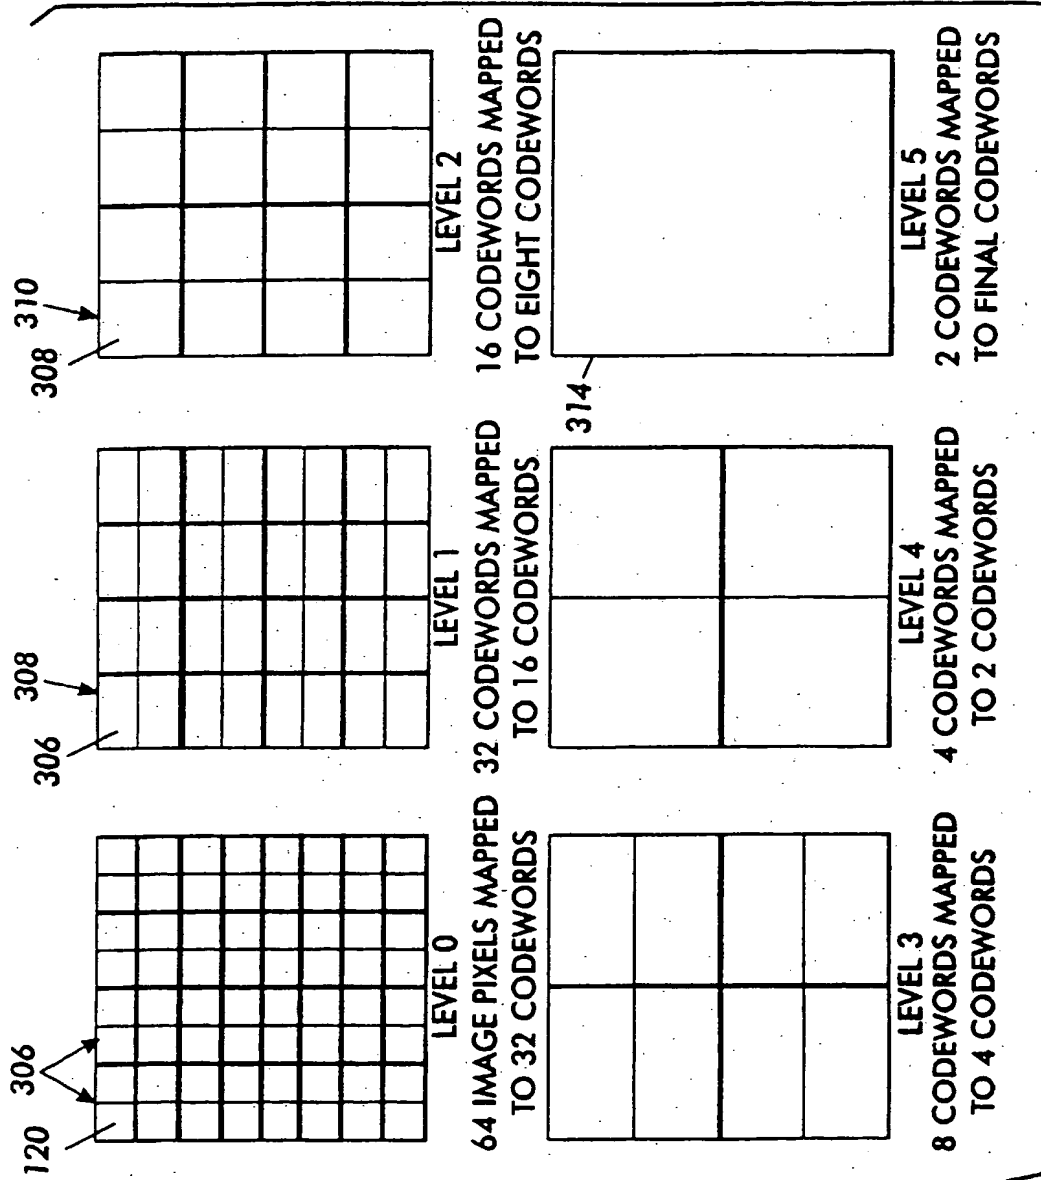 120
306
306
308
308
310
LEVEL 0
64 IMAGE PIXELS MAPPED
TO 32 CODEWORDS
LEVEL 1
32 CODEWORDS MAPPED
TO 16 CODEWORDS
LEVEL 2
16 CODEWORDS MAPPED
TO EIGHT CODEWORDS
LEVEL 3
8 CODEWORDS MAPPED
TO 4 CODEWORDS
LEVEL 4
4 CODEWORDS MAPPED
TO 2 CODEWORDS
314
LEVEL 5
2 CODEWORDS MAPPED
TO FINAL CODEWORDS